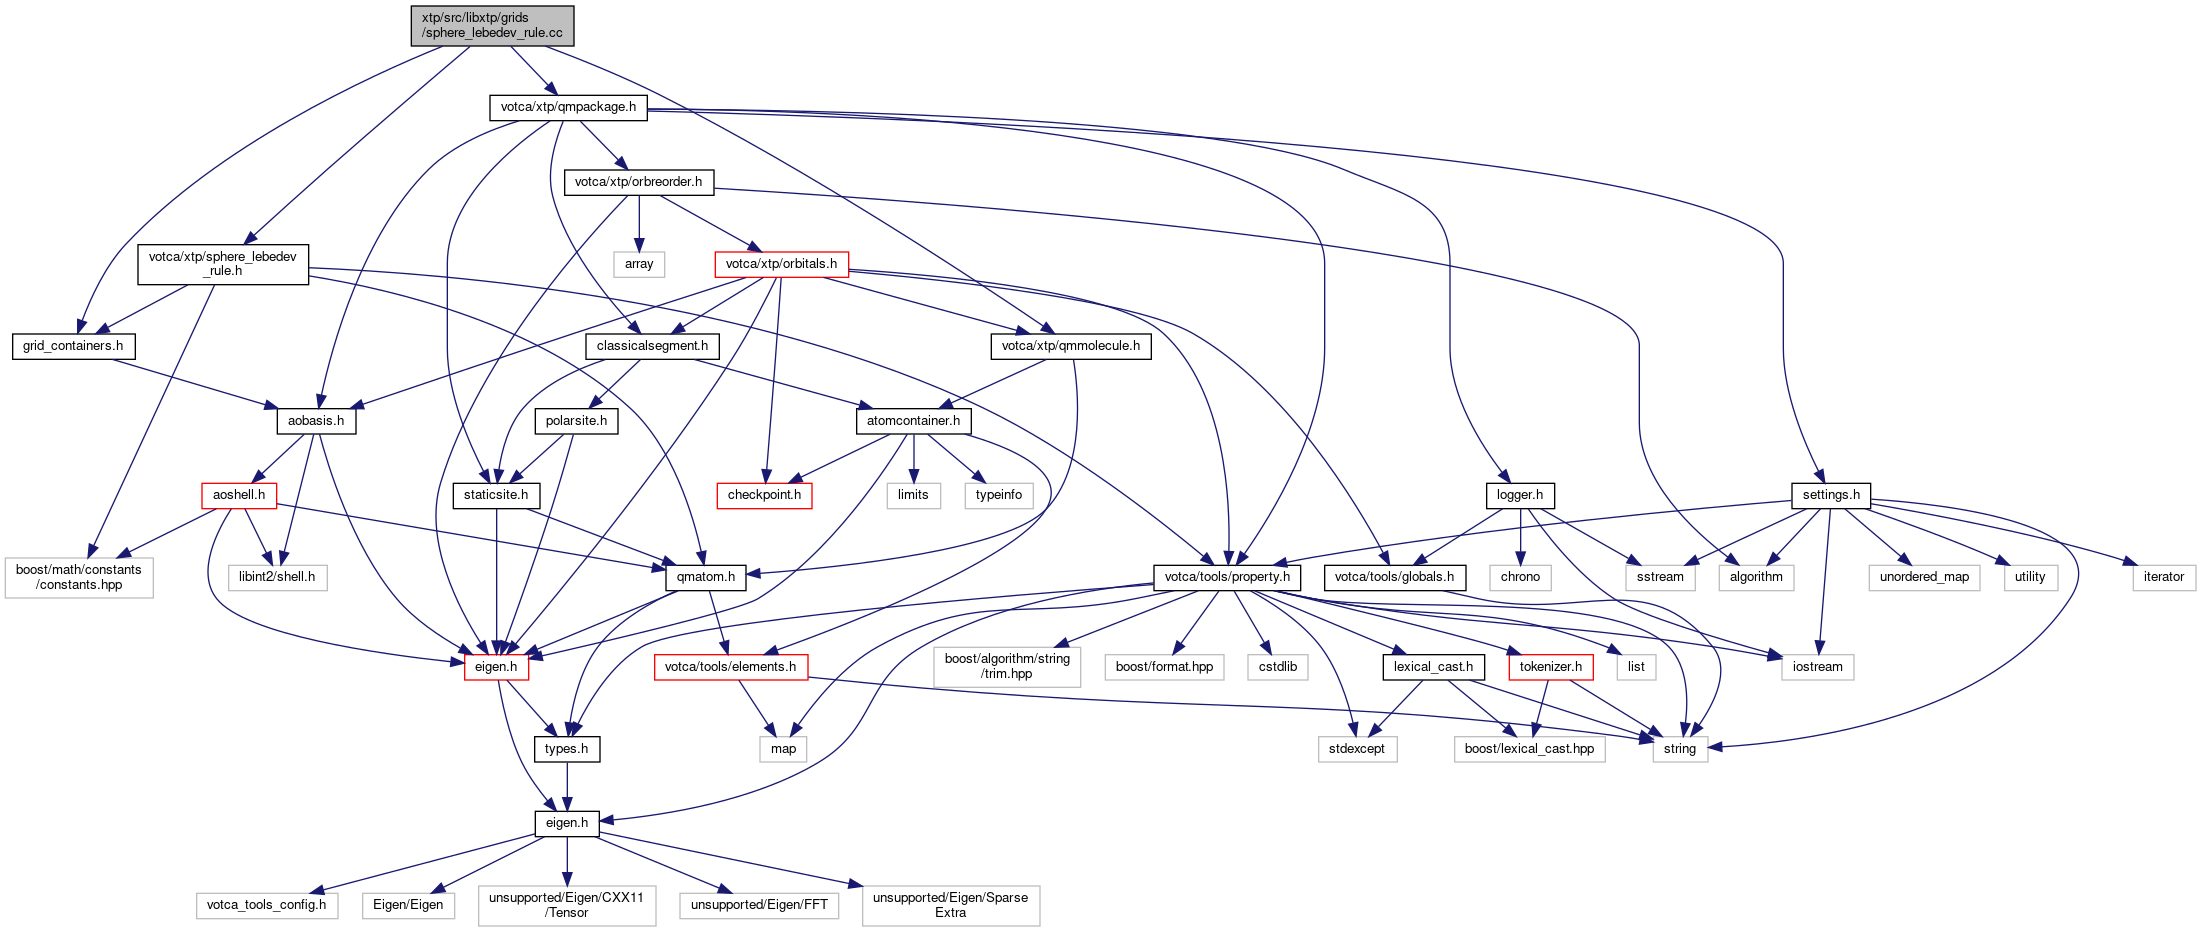 xtp/src/libxtp/grids
/sphere_lebedev_rule.cc
votca/xtp/qmpackage.h
votca/xtp/orbreorder.h
votca/xtp/sphere_lebedev
_rule.h
array
votca/xtp/orbitals.h
grid_containers.h
classicalsegment.h
votca/xtp/qmmolecule.h
aobasis.h
polarsite.h
atomcontainer.h
aoshell.h
staticsite.h
checkpoint.h
limits
typeinfo
logger.h
settings.h
boost/math/constants
/constants.hpp
libint2/shell.h
qmatom.h
votca/tools/property.h
votca/tools/globals.h
chrono
sstream
algorithm
unordered_map
utility
iterator
eigen.h
votca/tools/elements.h
boost/algorithm/string
/trim.hpp
boost/format.hpp
cstdlib
lexical_cast.h
tokenizer.h
list
iostream
types.h
map
stdexcept
boost/lexical_cast.hpp
string
eigen.h
votca_tools_config.h
Eigen/Eigen
unsupported/Eigen/CXX11
/Tensor
unsupported/Eigen/FFT
unsupported/Eigen/Sparse
Extra